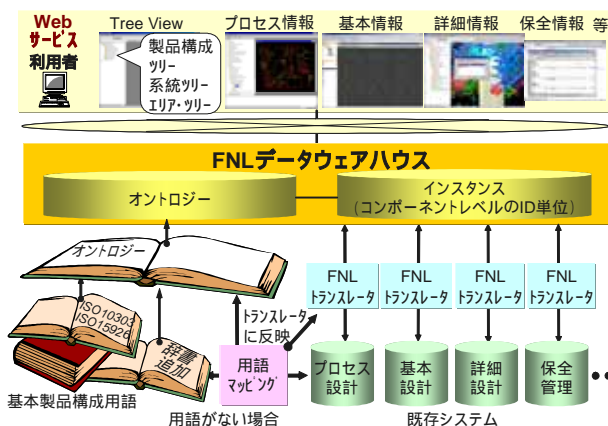 Web
サービス
利用者
Tree View
プロセス情報
基本情報
詳細情報
保全情報 等
製品構成
ツリー
系統ツリー
エリア・ツリー
FNLデータウェアハウス
オントロジー
インスタンス
(コンポーネントレベルのID単位)
オントロジー
ISO10303
ISO15926
辞書
追加
基本製品構成用語
トランスレータ
に反映
用語
マッピング
用語がない場合
FNL
トランスレータ
FNL
トランスレータ
FNL
トランスレータ
FNL
トランスレータ
プロセス
設計
基本
設計
詳細
設計
保全
管理
既存システム